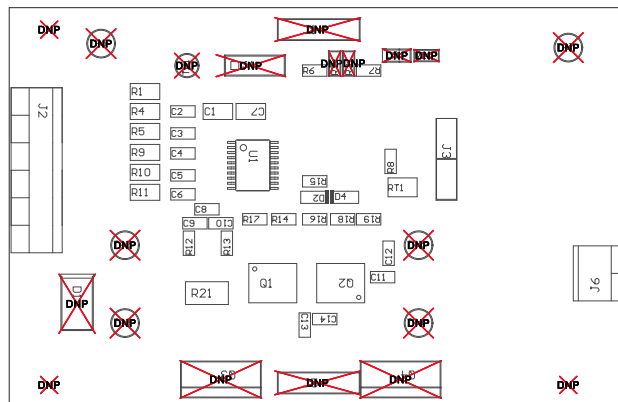 DNP
DNP
DNP
DNP
DNP
DNP
DNP
DNP
R6
DNP
DNP
R7
R1
J2
R4
C2
C1
C7
R5
C3
U1
J3
R9
C4
R8
R10
C5
R15
RT1
R11
C6
D2
D4
C8
C9
C10
R17
R14
R16
R18
R19
DNP
R12
R13
DNP
C12
C11
DNP
R21
Q1
Q2
J6
C13
C14
DNP
DNP
DNP
DNP
DNP
DNP
DNP